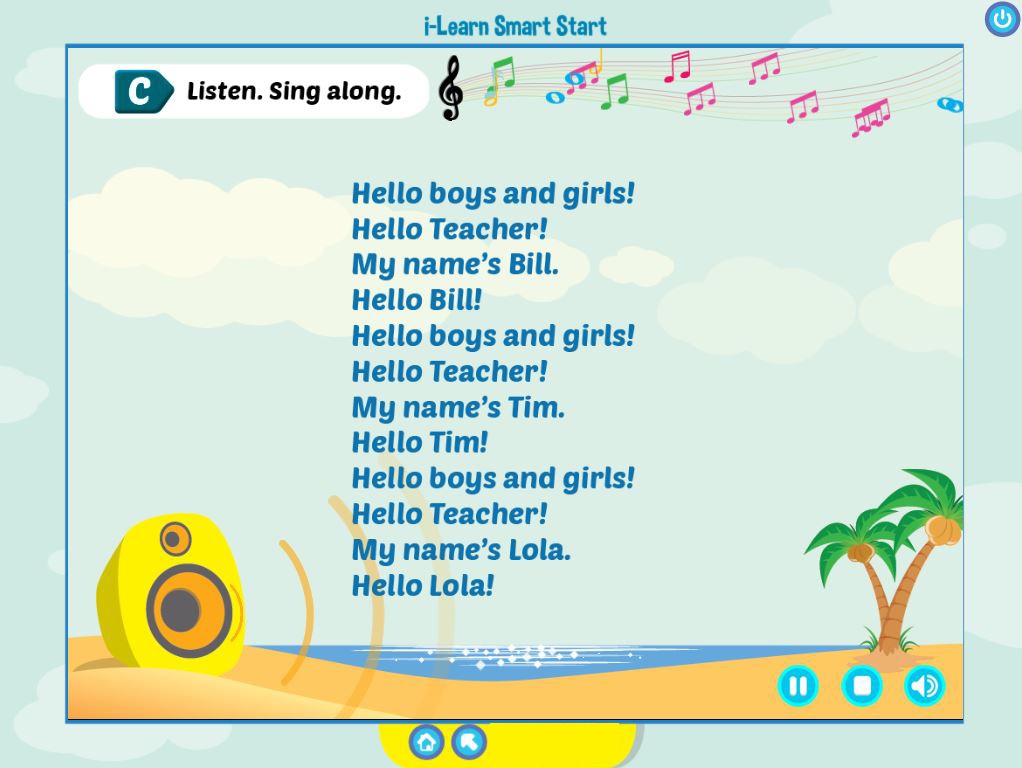 i-Learn Smart Start
C Listen. Sing along.
Hello boys and girls!
Hello Teacher!
My name's Bill.
Hello Bill!
Hello boys and girls!
Hello Teacher!
My name's Tim.
Hello Tim!
Hello boys and girls!
Hello Teacher!
My name's Lola.
Hello Lola!